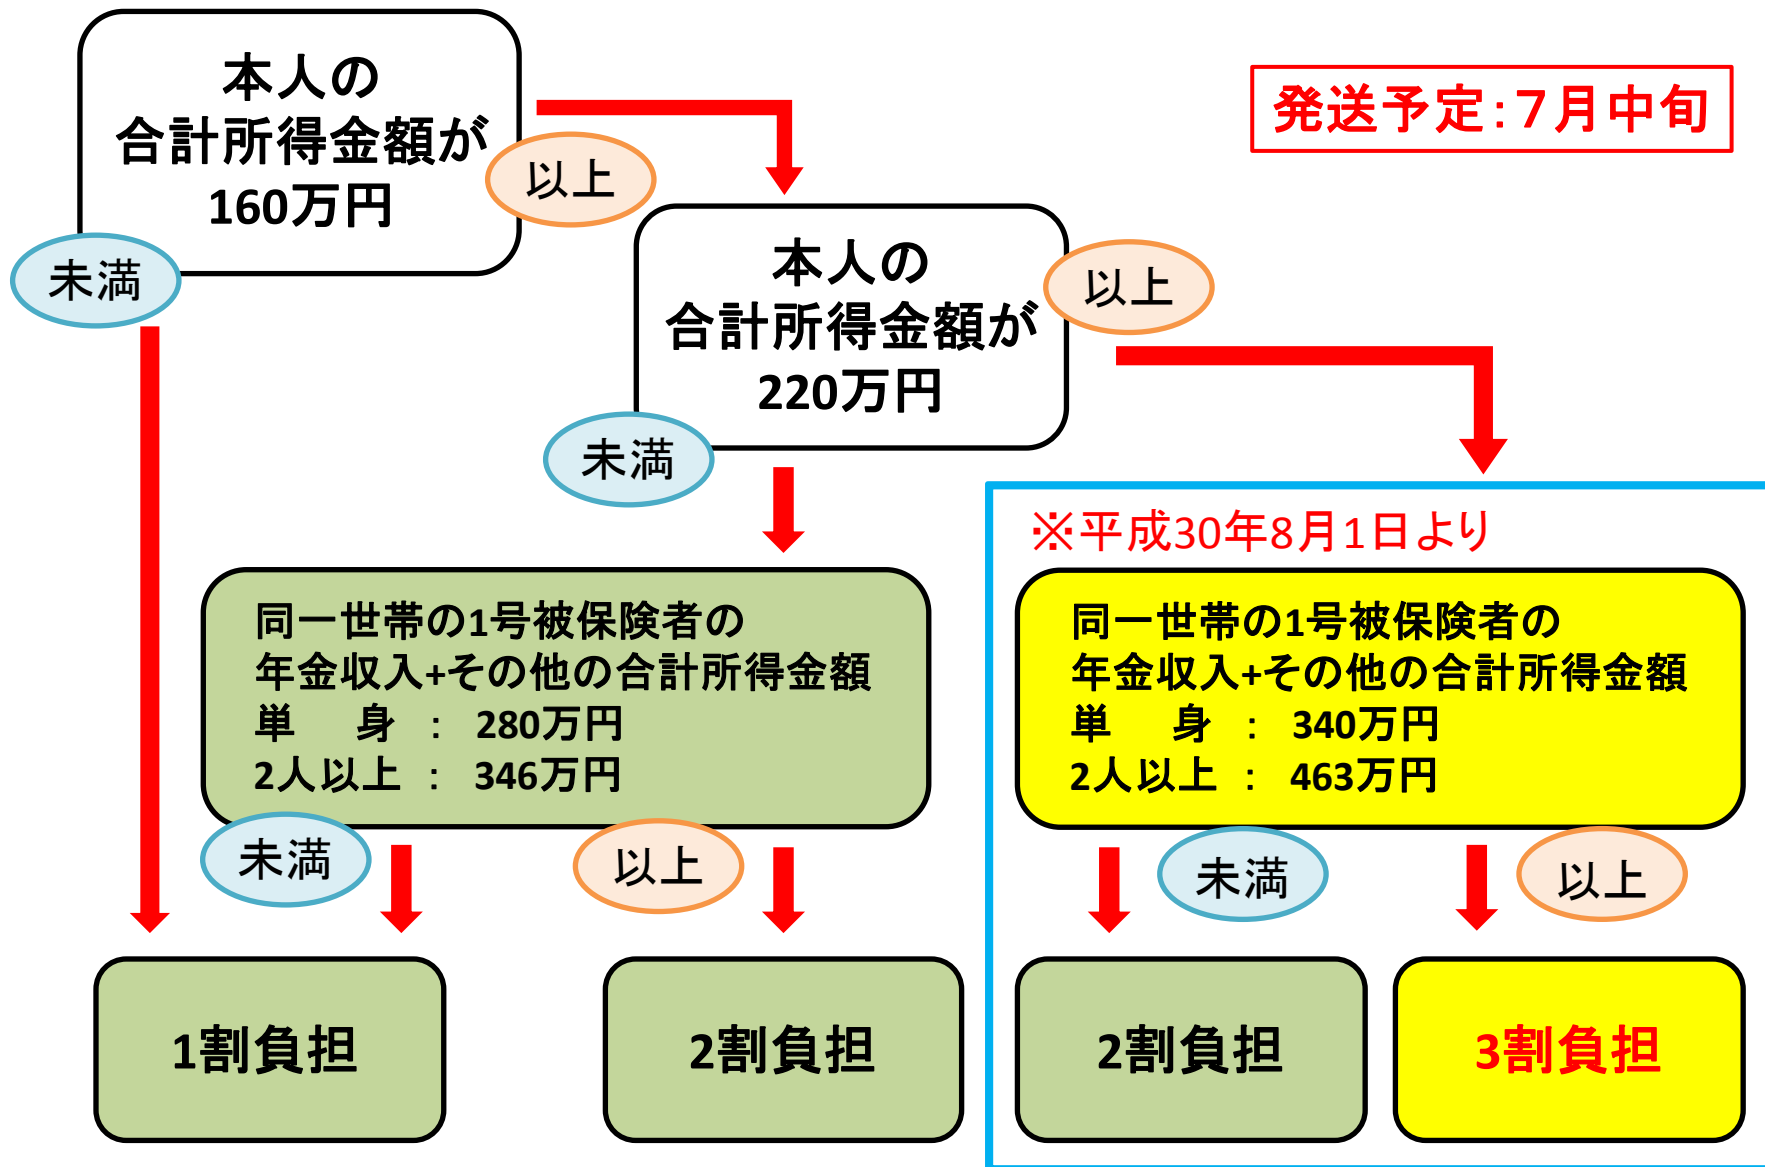 本人の
合計所得金額が
160万円
以上
未満
発送予定:7月中旬
本人の
合計所得金額が
220万円
以上
未満
※平成30年8月1日より
同一世帯の1号被保険者の
年金収入+その他の合計所得金額
単　身 : 280万円
2人以上 : 346万円
未満
以上
同一世帯の1号被保険者の
年金収入+その他の合計所得金額
単　身 : 340万円
2人以上 : 463万円
未満
以上
1割負担
2割負担
2割負担
3割負担